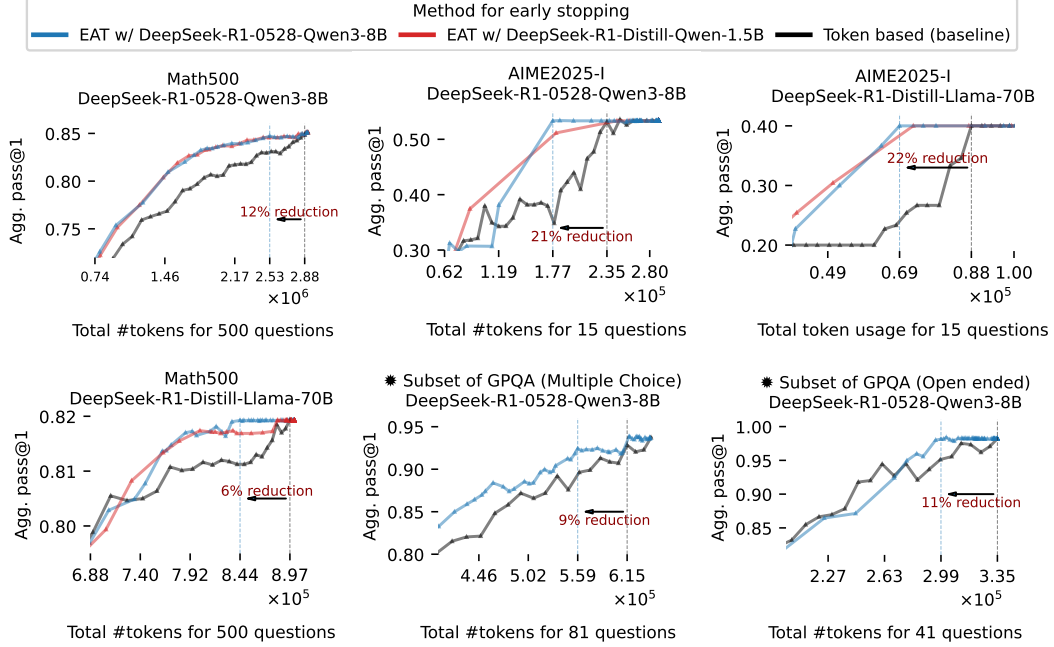 Method for early stopping
EAT w/ DeepSeek-R1-0528-Qwen3-8B EAT w/ DeepSeek-R1-Distill-Qwen-1.5B Token based (baseline)
Math500
DeepSeek-R1-0528-Qwen3-8B
Agg. pass@1
0.85
0.80
0.75
12% reduction
0.74 1.46 2.17 2.53 2.88
×10⁶
Total #tokens for 500 questions
AIME2025-I
DeepSeek-R1-0528-Qwen3-8B
Agg. pass@1
0.50
0.40
0.30
21% reduction
0.62 1.19 1.77 2.35 2.80
×10⁵
Total #tokens for 15 questions
AIME2025-I
DeepSeek-R1-Distill-Llama-70B
Agg. pass@1
0.40
0.30
0.20
22% reduction
0.49 0.69 0.88 1.00
×10⁵
Total token usage for 15 questions
Math500
DeepSeek-R1-Distill-Llama-70B
Agg. pass@1
0.82
0.81
0.80
6% reduction
6.88 7.40 7.92 8.44 8.97
×10⁵
Total #tokens for 500 questions
✹ Subset of GPQA (Multiple Choice)
DeepSeek-R1-0528-Qwen3-8B
Agg. pass@1
0.95
0.90
0.85
0.80
9% reduction
4.46 5.02 5.59 6.15
×10⁵
Total #tokens for 81 questions
✹ Subset of GPQA (Open ended)
DeepSeek-R1-0528-Qwen3-8B
Agg. pass@1
1.00
0.95
0.90
0.85
11% reduction
2.27 2.63 2.99 3.35
×10⁵
Total #tokens for 41 questions